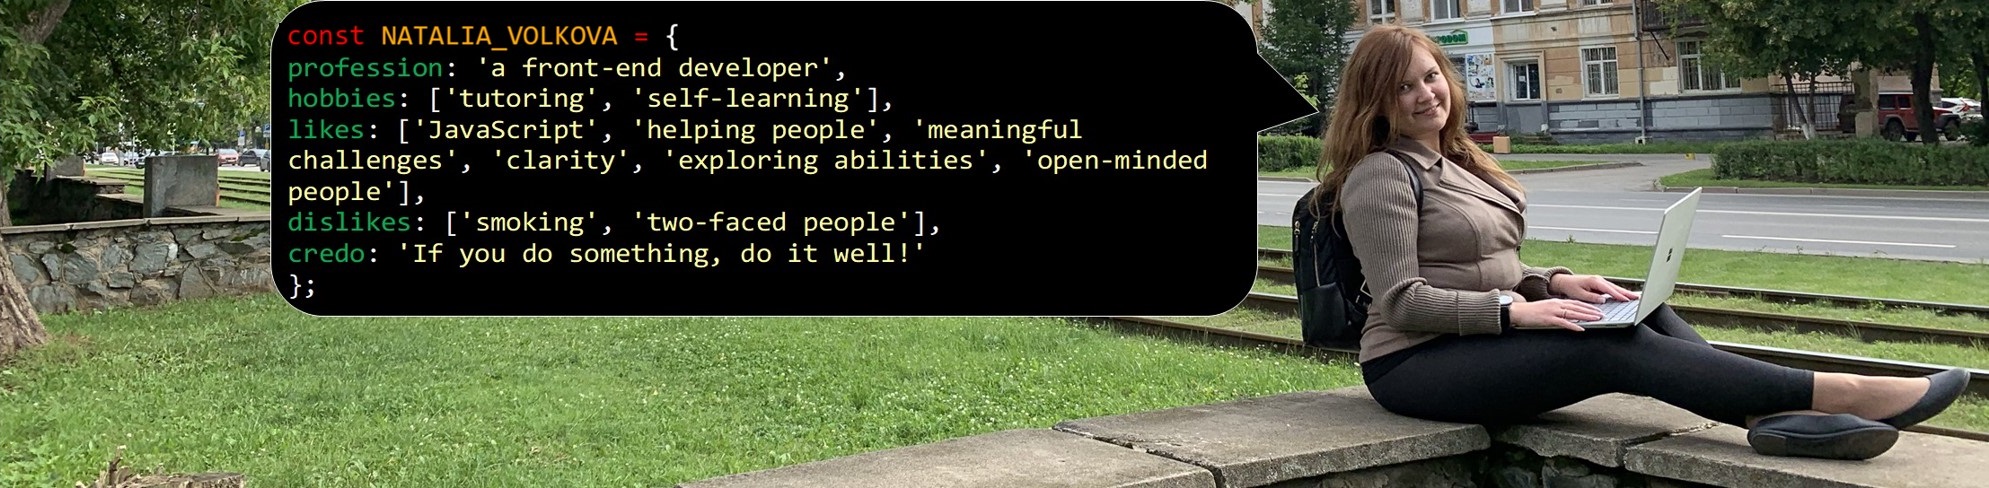 const NATALIA_VOLKOVA = {
profession: 'a front-end developer',
hobbies: ['tutoring', 'self-learning'],
likes: ['JavaScript', 'helping people', 'meaningful
challenges', 'clarity', 'exploring abilities', 'open-minded
people'],
dislikes: ['smoking', 'two-faced people'],
credo: 'If you do something, do it well!'
};